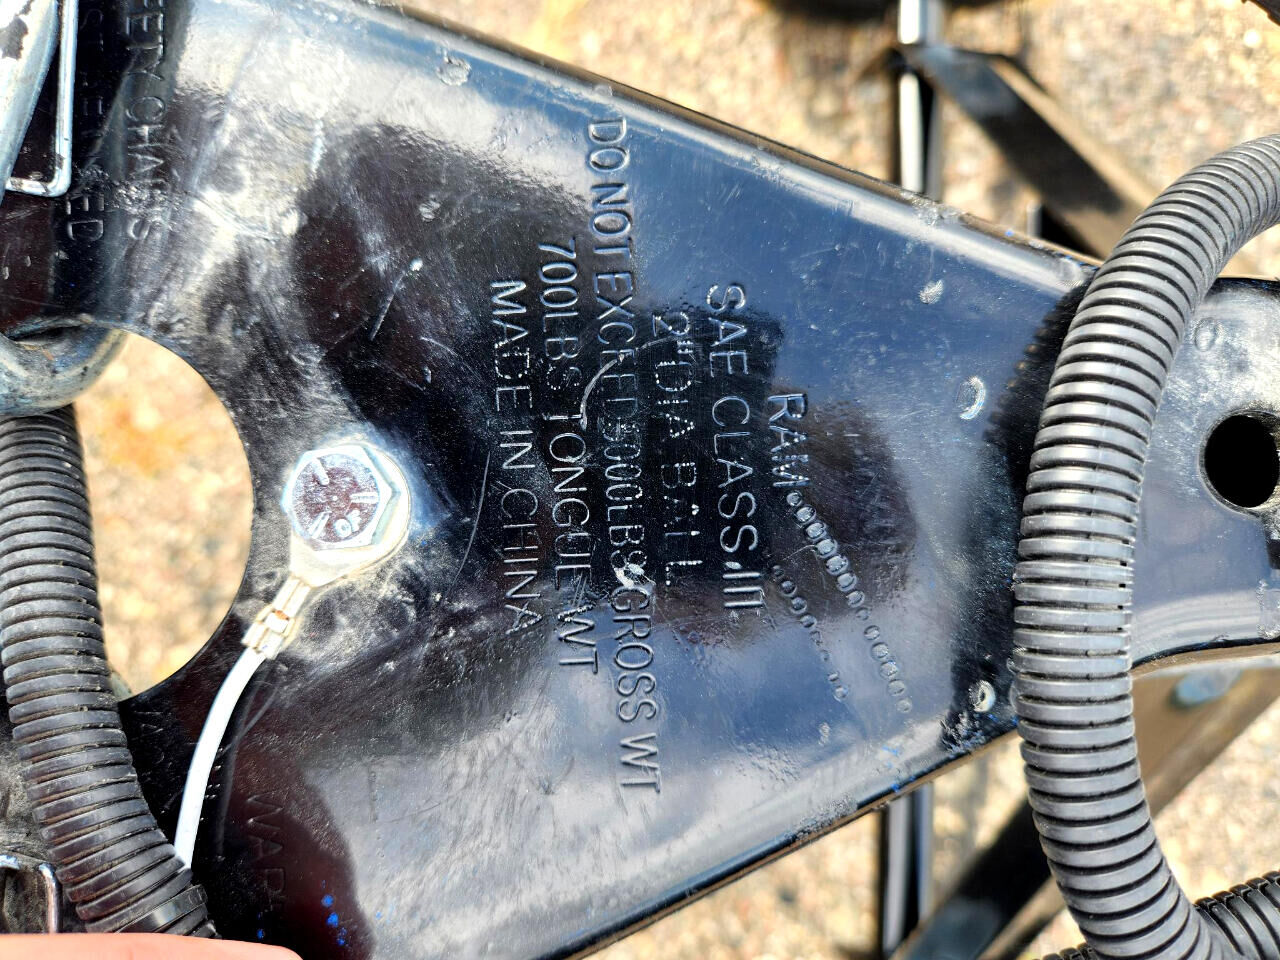 RAM
SAE CLASS III
2"DIA BALL
DO NOT EXCEED 5000LBS GROSS WT
700LBS TONGUE WT
MADE IN CHINA